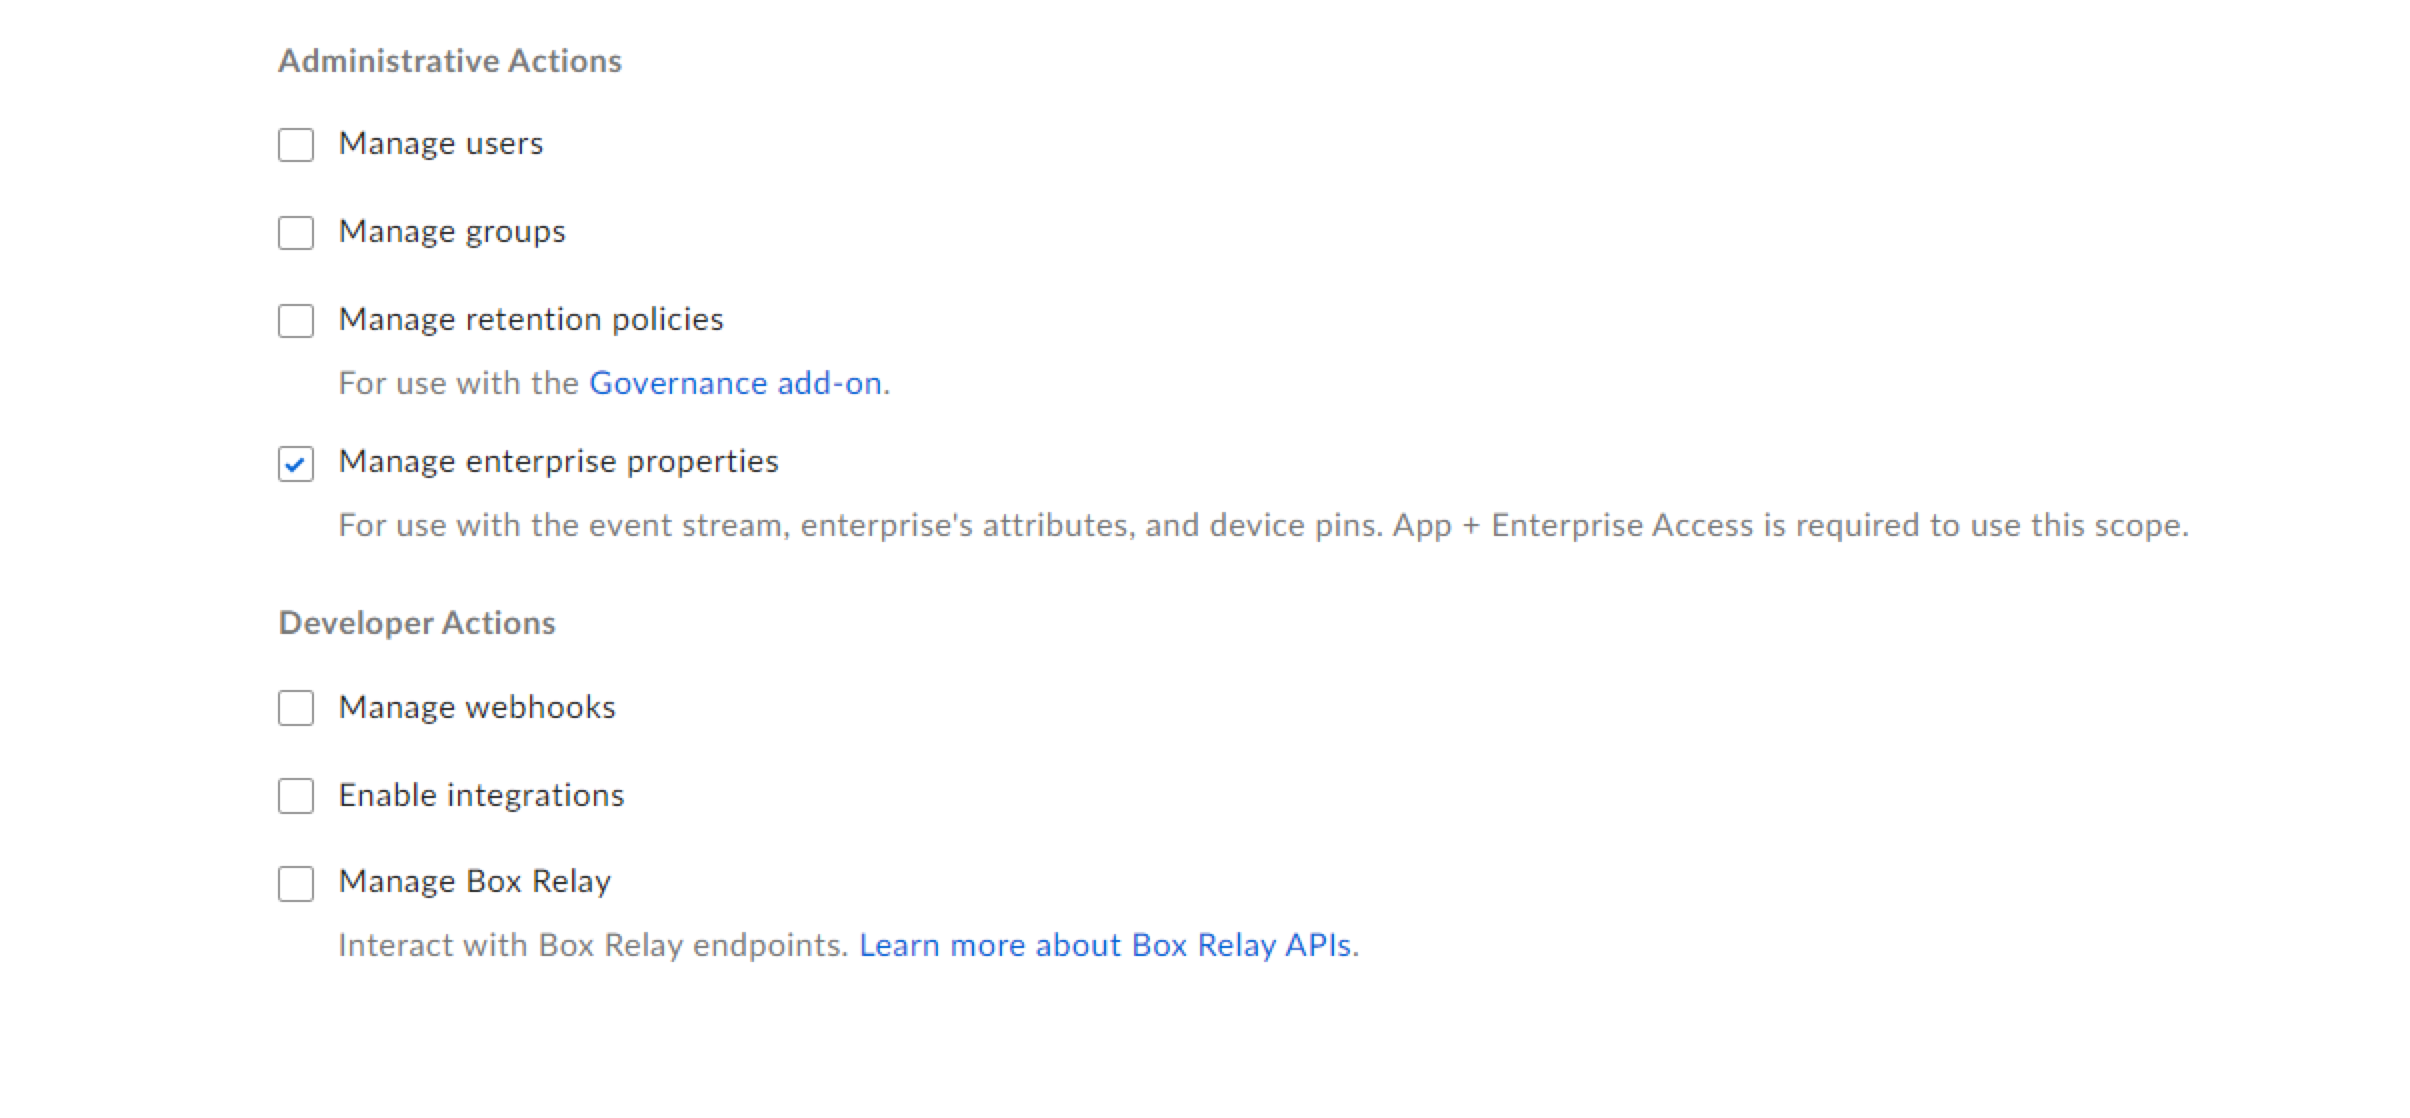 Administrative Actions
Manage users
Manage groups
Manage retention policies
For use with the Governance add-on.
Manage enterprise properties
For use with the event stream, enterprise's attributes, and device pins. App + Enterprise Access is required to use this scope.
Developer Actions
Manage webhooks
Enable integrations
Manage Box Relay
Interact with Box Relay endpoints. Learn more about Box Relay APIs.